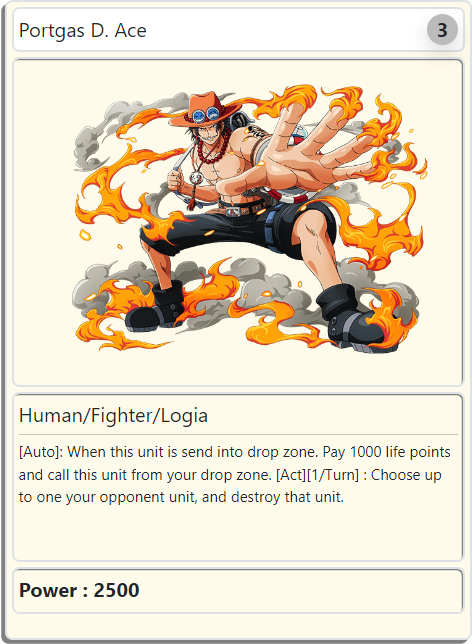 Portgas D. Ace
3
Human/Fighter/Logia
[Auto]: When this unit is send into drop zone. Pay 1000 life points
and call this unit from your drop zone. [Act][1/Turn] : Choose up
to one your opponent unit, and destroy that unit.
Power : 2500